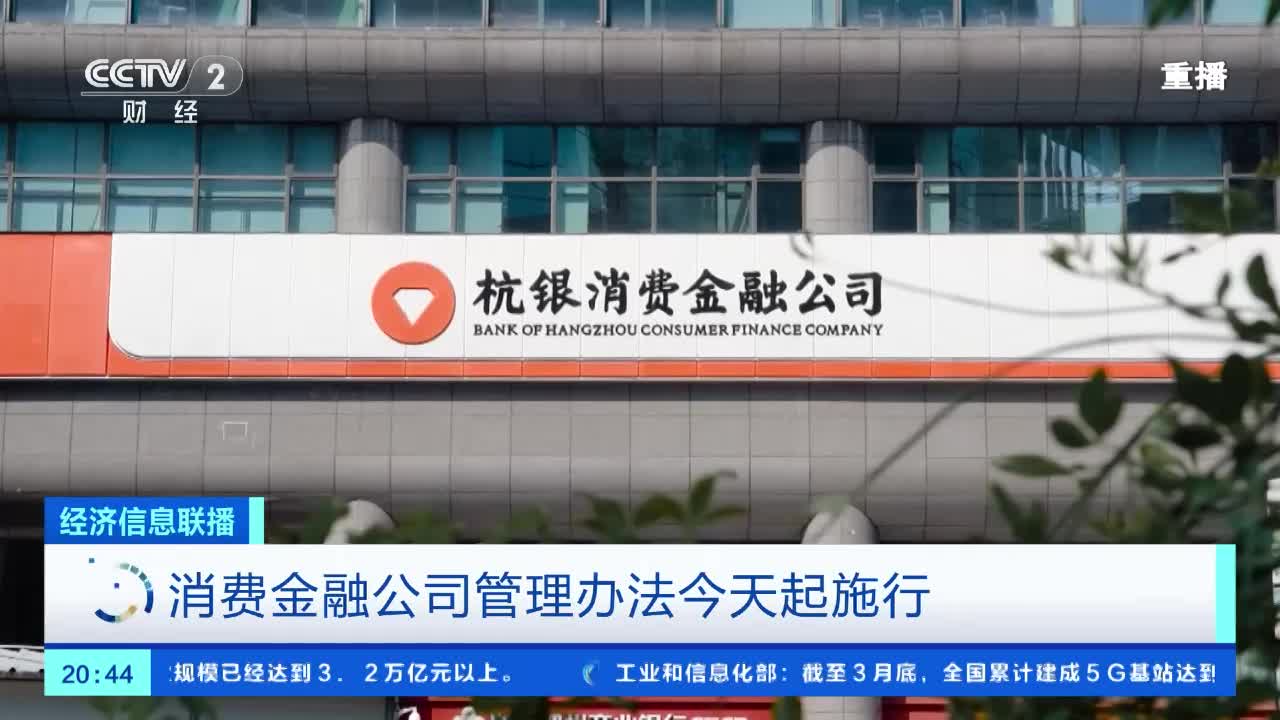 CCTV 2
财 经
重播
杭银消费金融公司
BANK OF HANGZHOU CONSUMER FINANCE COMPANY
经济信息联播
消费金融公司管理办法今天起施行
20:44
规模已经达到3．2万亿元以上。
工业和信息化部：截至3月底，全国累计建成5G基站达到